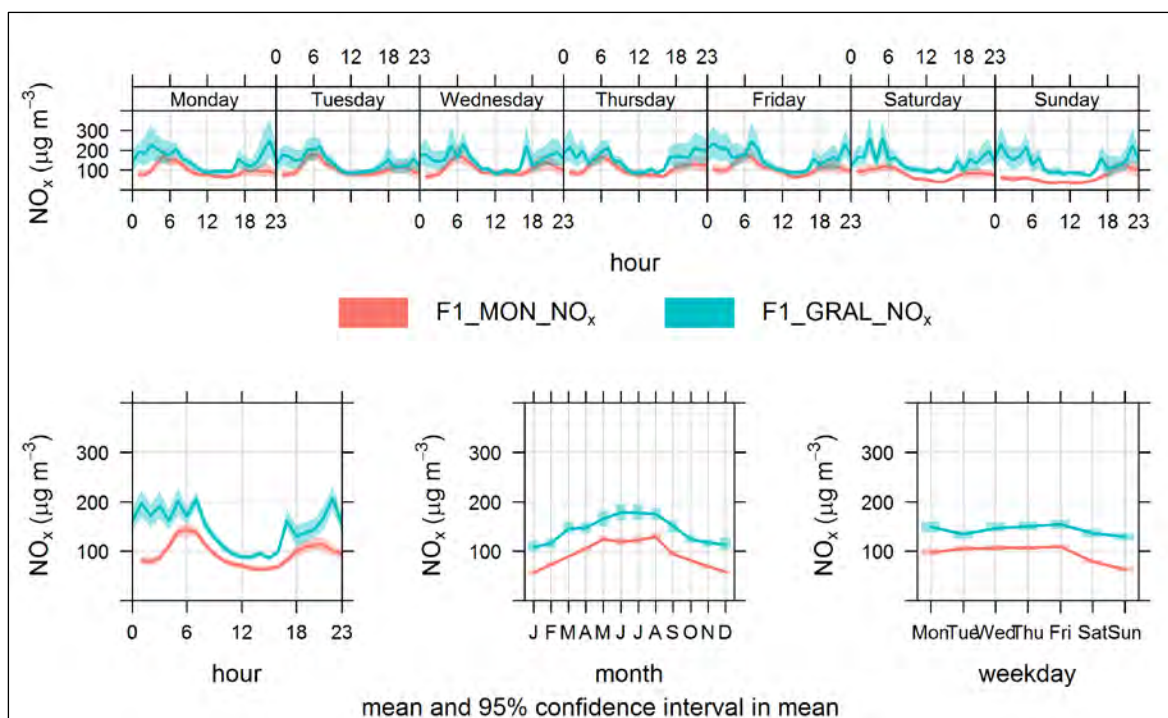 0 6 12 18 23 0 6 12 18 23 0 6 12 18 23
Monday Tuesday Wednesday Thursday Friday Saturday Sunday
NOₓ (µg m⁻³)
300
200
100
0 6 12 18 23 0 6 12 18 23 0 6 12 18 23 0 6 12 18 23
hour
F1_MON_NOₓ F1_GRAL_NOₓ
NOₓ (µg m⁻³)
300
200
100
0 6 12 18 23
hour
NOₓ (µg m⁻³)
300
200
100
J F M A M J J A S O N D
month
NOₓ (µg m⁻³)
300
200
100
Mon Tue Wed Thu Fri Sat Sun
weekday
mean and 95% confidence interval in mean